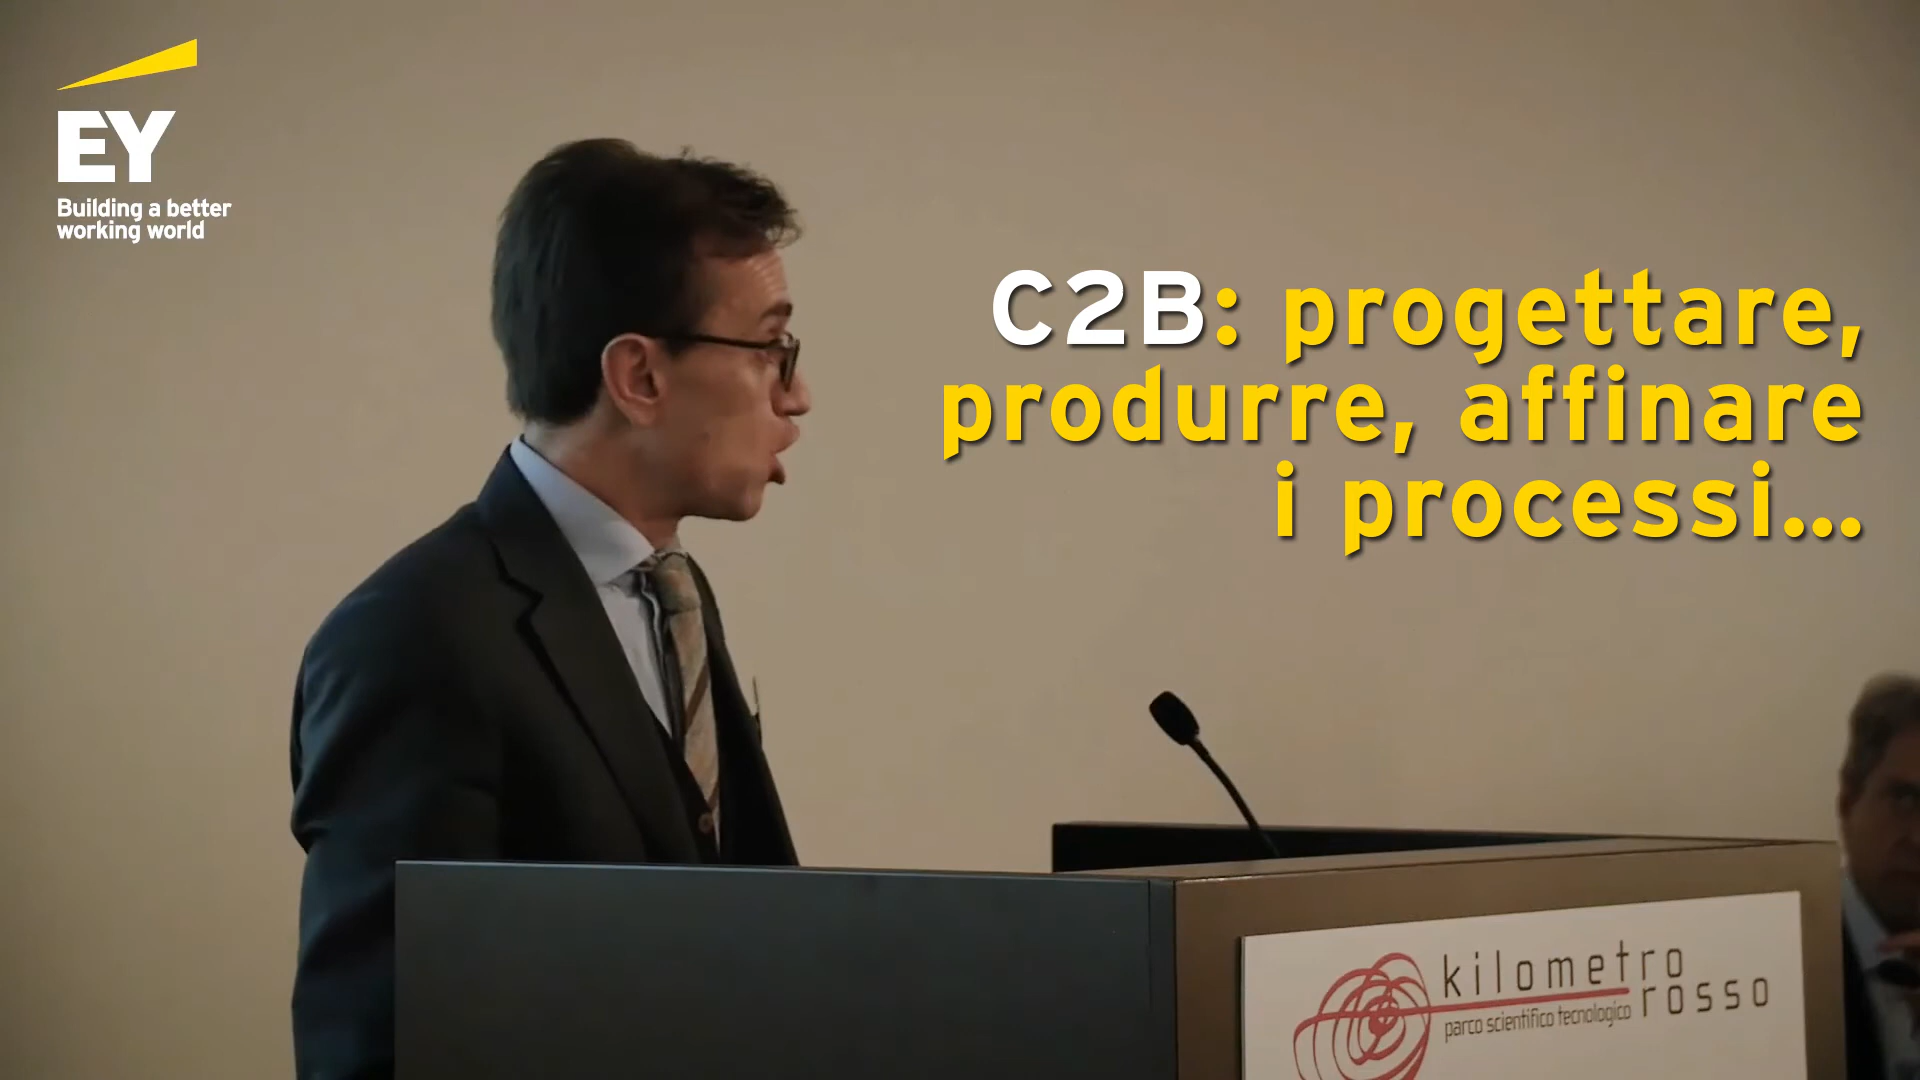 EY
Building a better
working world
C2B: progettare,
produrre, affinare
i processi...
kilometro
rosso
parco scientifico tecnologico